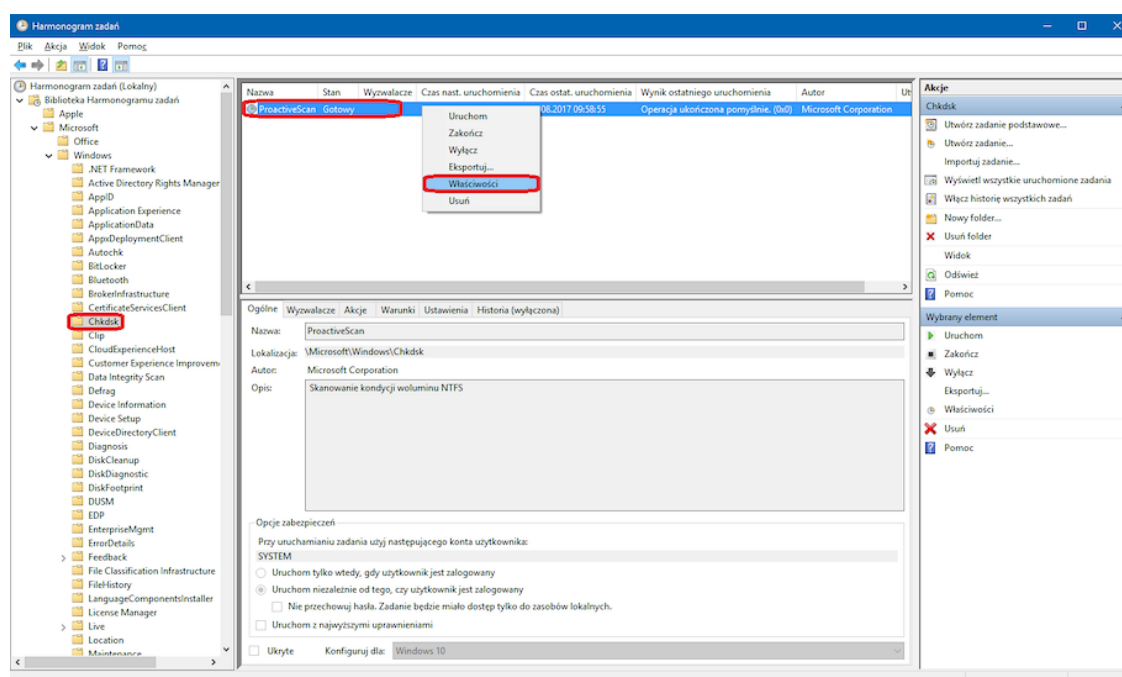 Harmonogram zadań
Plik Akcja Widok Pomoc
Harmonogram zadań (Lokalny)
Biblioteka Harmonogramu zadań
Apple
Microsoft
Office
Windows
.NET Framework
Active Directory Rights Manager
AppID
Application Experience
ApplicationData
AppxDeploymentClient
Autochk
BitLocker
Bluetooth
BrokerInfrastructure
CertificateServicesClient
Chkdsk
Clip
CloudExperienceHost
Customer Experience Improvem
Data Integrity Scan
Defrag
Device Information
Device Setup
DeviceDirectoryClient
Diagnosis
DiskCleanup
DiskDiagnostic
DiskFootprint
DUSM
EDP
EnterpriseMgmt
ErrorDetails
Feedback
File Classification Infrastructure
FileHistory
LanguageComponentsInstaller
License Manager
Live
Location
Maintenance
Nazwa Stan Wyzwalacze Czas nast. uruchomienia Czas ostat. uruchomienia Wynik ostatniego uruchomienia Autor Ut
ProactiveScan Gotowy 08.2017 09:58:55 Operacja ukończona pomyślnie. (0x0) Microsoft Corporation
Uruchom
Zakończ
Wyłącz
Eksportuj...
Właściwości
Usuń
Ogólne Wyzwalacze Akcje Warunki Ustawienia Historia (wyłączona)
Nazwa: ProactiveScan
Lokalizacja: \Microsoft\Windows\Chkdsk
Autor: Microsoft Corporation
Opis: Skanowanie kondycji woluminu NTFS
Opcje zabezpieczeń
Przy uruchamianiu zadania użyj następującego konta użytkownika:
SYSTEM
Uruchom tylko wtedy, gdy użytkownik jest zalogowany
Uruchom niezależnie od tego, czy użytkownik jest zalogowany
Nie przechowuj hasła. Zadanie będzie miało dostęp tylko do zasobów lokalnych.
Uruchom z najwyższymi uprawnieniami
Ukryte Konfiguruj dla: Windows 10
Akcje
Chkdsk
Utwórz zadanie podstawowe...
Utwórz zadanie...
Importuj zadanie...
Wyświetl wszystkie uruchomione zadania
Włącz historię wszystkich zadań
Nowy folder...
Usuń folder
Widok
Odśwież
Pomoc
Wybrany element
Uruchom
Zakończ
Wyłącz
Eksportuj...
Właściwości
Usuń
Pomoc